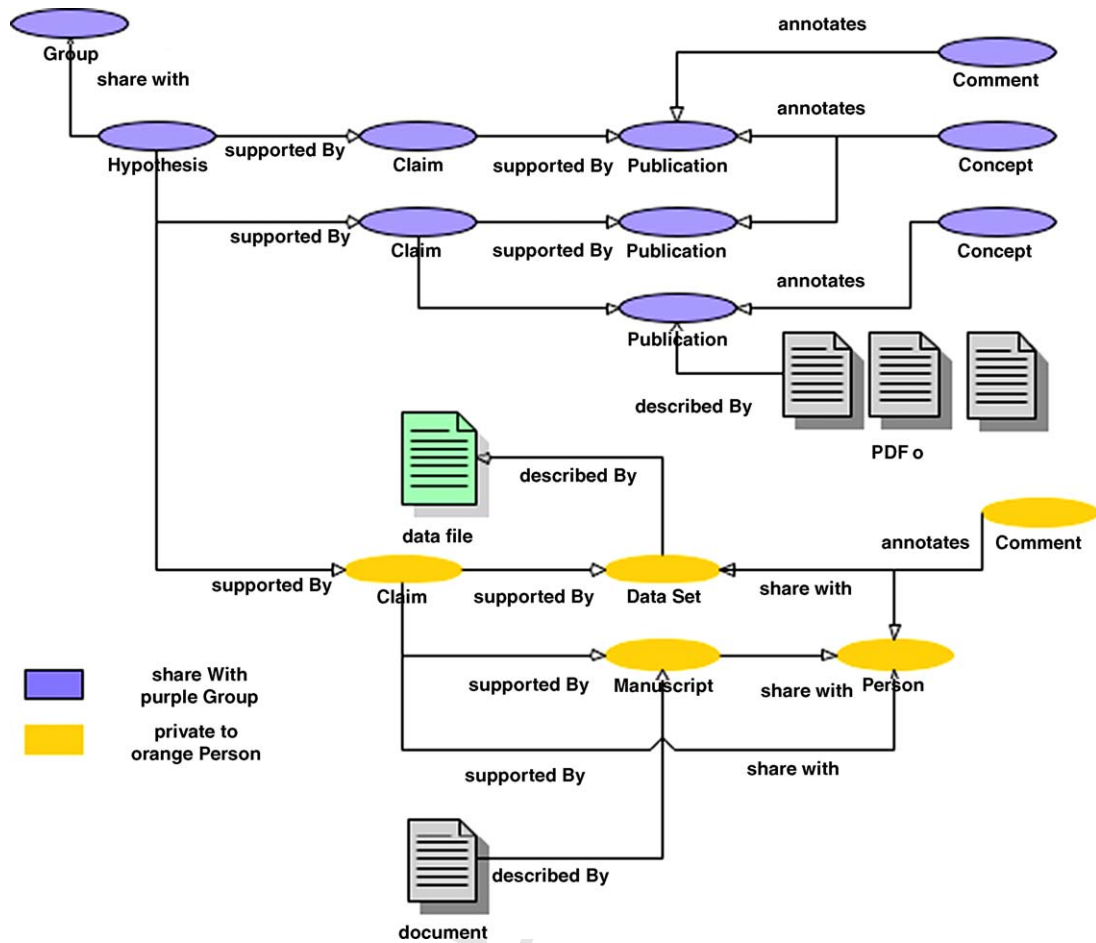 annotates
Group
share with
Comment
annotates
Hypothesis
supported By
Claim
supported By
Publication
Concept
supported By
Claim
supported By
Publication
Concept
annotates
Publication
described By
PDF o
described By
data file
annotates
Comment
supported By
Claim
supported By
Data Set
share with
supported By
Manuscript
share with
Person
share With
purple Group
private to
orange Person
supported By
share with
described By
document